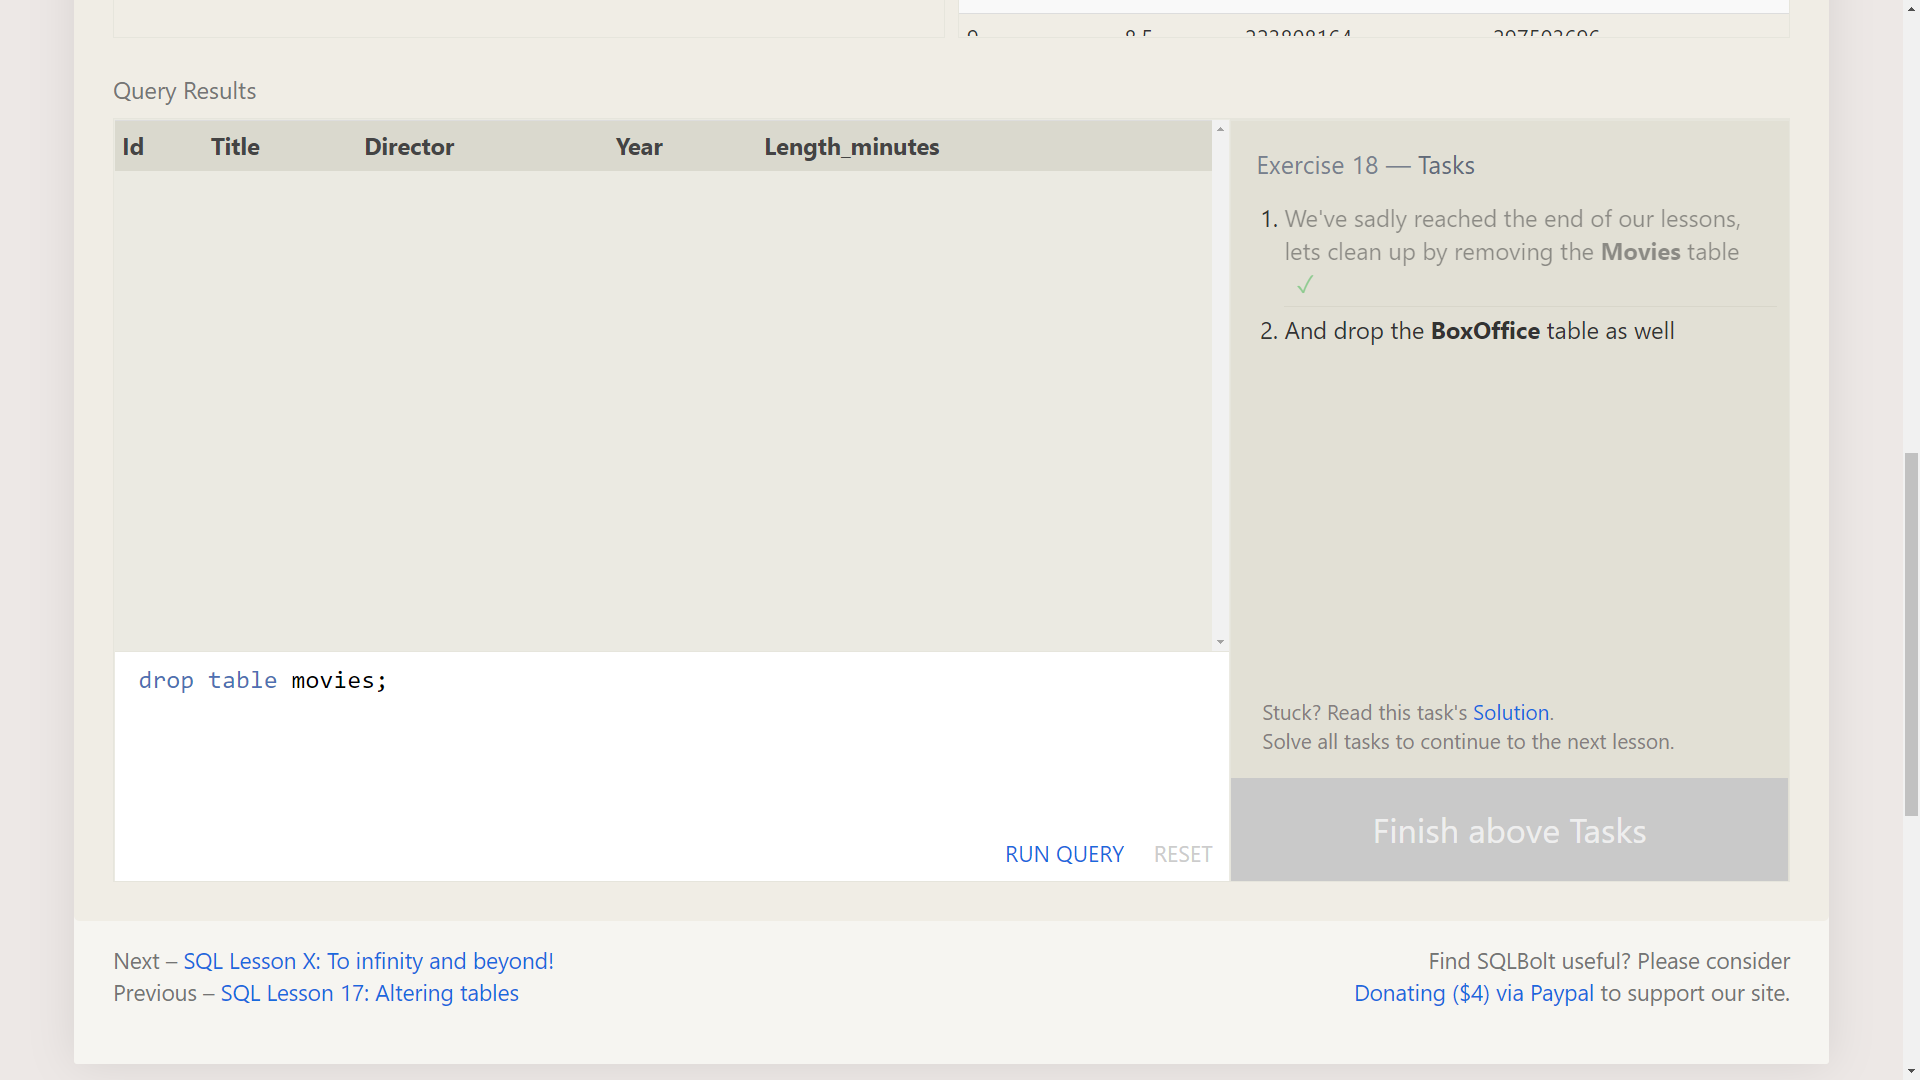 Query Results
Id Title Director Year Length_minutes
Exercise 18 — Tasks
1. We've sadly reached the end of our lessons,
lets clean up by removing the Movies table
✓
2. And drop the BoxOffice table as well
drop table movies;
Stuck? Read this task's Solution.
Solve all tasks to continue to the next lesson.
RUN QUERY RESET
Finish above Tasks
Next – SQL Lesson X: To infinity and beyond!
Previous – SQL Lesson 17: Altering tables
Find SQLBolt useful? Please consider
Donating ($4) via Paypal to support our site.